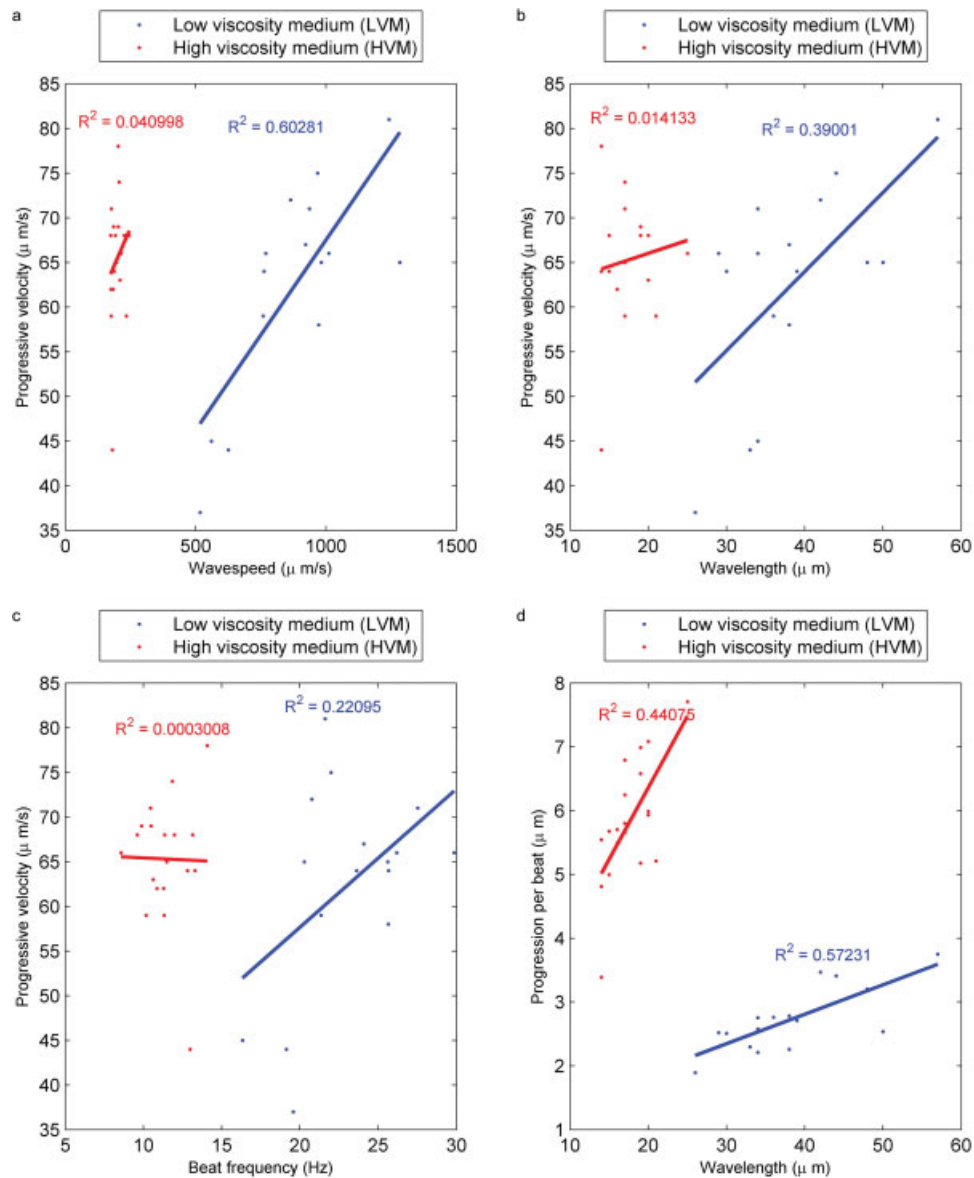 a
Low viscosity medium (LVM)
High viscosity medium (HVM)
85
80
75
70
65
60
55
50
45
40
35
R² = 0.040998
R² = 0.60281
Progressive velocity (μ m/s)
0 500 1000 1500
Wavespeed (μ m/s)
b
Low viscosity medium (LVM)
High viscosity medium (HVM)
85
80
75
70
65
60
55
50
45
40
35
R² = 0.014133
R² = 0.39001
Progressive velocity (μ m/s)
10 20 30 40 50 60
Wavelength (μ m)
c
Low viscosity medium (LVM)
High viscosity medium (HVM)
85
80
75
70
65
60
55
50
45
40
35
R² = 0.0003008
R² = 0.22095
Progressive velocity (μ m/s)
5 10 15 20 25 30
Beat frequency (Hz)
d
Low viscosity medium (LVM)
High viscosity medium (HVM)
8
7
6
5
4
3
2
1
R² = 0.44075
R² = 0.57231
Progression per beat (μ m)
10 20 30 40 50 60
Wavelength (μ m)